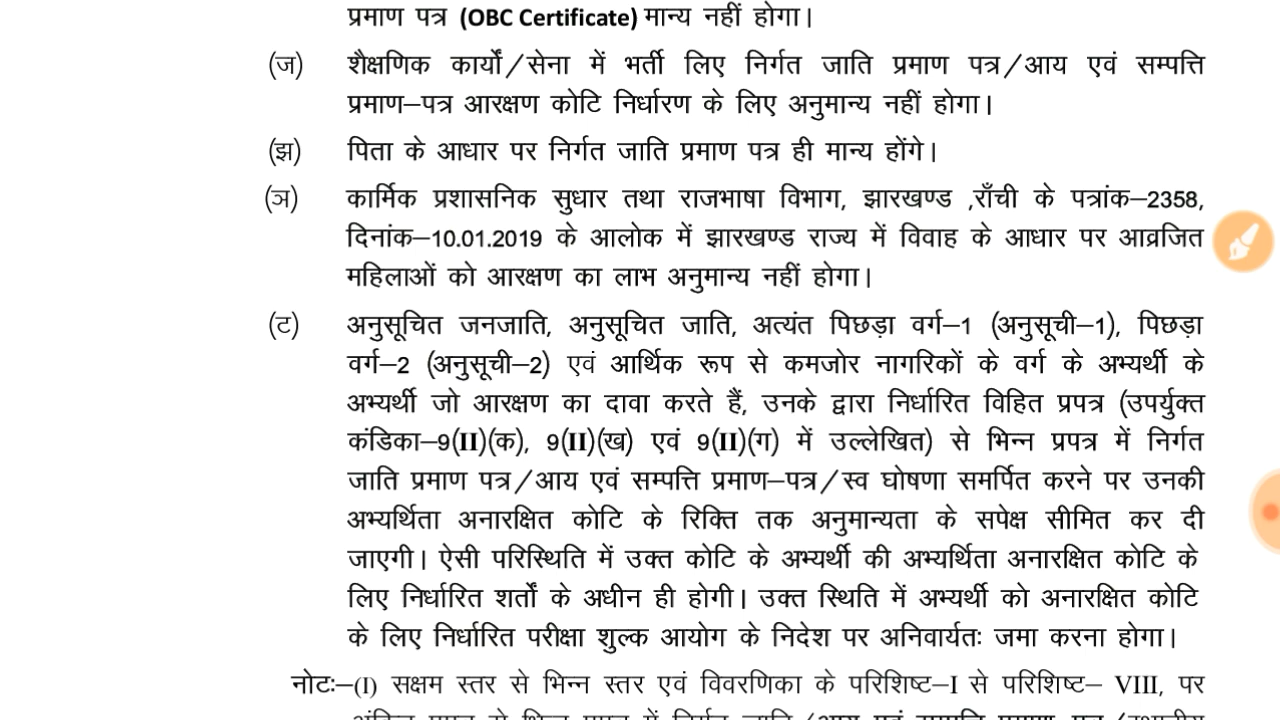 प्रमाण पत्र (OBC Certificate) मान्य नहीं होगा।
(ज) शैक्षणिक कार्यों/सेना में भर्ती लिए निर्गत जाति प्रमाण पत्र/आय एवं सम्पत्ति
प्रमाण–पत्र आरक्षण कोटि निर्धारण के लिए अनुमान्य नहीं होगा।
(झ) पिता के आधार पर निर्गत जाति प्रमाण पत्र ही मान्य होंगे।
(ञ) कार्मिक प्रशासनिक सुधार तथा राजभाषा विभाग, झारखण्ड ,राँची के पत्रांक–2358,
दिनांक–10.01.2019 के आलोक में झारखण्ड राज्य में विवाह के आधार पर आव्रजित
महिलाओं को आरक्षण का लाभ अनुमान्य नहीं होगा।
(ट) अनुसूचित जनजाति, अनुसूचित जाति, अत्यंत पिछड़ा वर्ग–1 (अनुसूची–1), पिछड़ा
वर्ग–2 (अनुसूची–2) एवं आर्थिक रूप से कमजोर नागरिकों के वर्ग के अभ्यर्थी के
अभ्यर्थी जो आरक्षण का दावा करते हैं, उनके द्वारा निर्धारित विहित प्रपत्र (उपर्युक्त
कंडिका–9(II)(क), 9(II)(ख) एवं 9(II)(ग) में उल्लेखित) से भिन्न प्रपत्र में निर्गत
जाति प्रमाण पत्र/आय एवं सम्पत्ति प्रमाण–पत्र/स्व घोषणा समर्पित करने पर उनकी
अभ्यर्थिता अनारक्षित कोटि के रिक्ति तक अनुमान्यता के सपेक्ष सीमित कर दी
जाएगी। ऐसी परिस्थिति में उक्त कोटि के अभ्यर्थी की अभ्यर्थिता अनारक्षित कोटि के
लिए निर्धारित शर्तों के अधीन ही होगी। उक्त स्थिति में अभ्यर्थी को अनारक्षित कोटि
के लिए निर्धारित परीक्षा शुल्क आयोग के निदेश पर अनिवार्यतः जमा करना होगा।
नोटः–(I) सक्षम स्तर से भिन्न स्तर एवं विवरणिका के परिशिष्ट–I से परिशिष्ट– VIII, पर